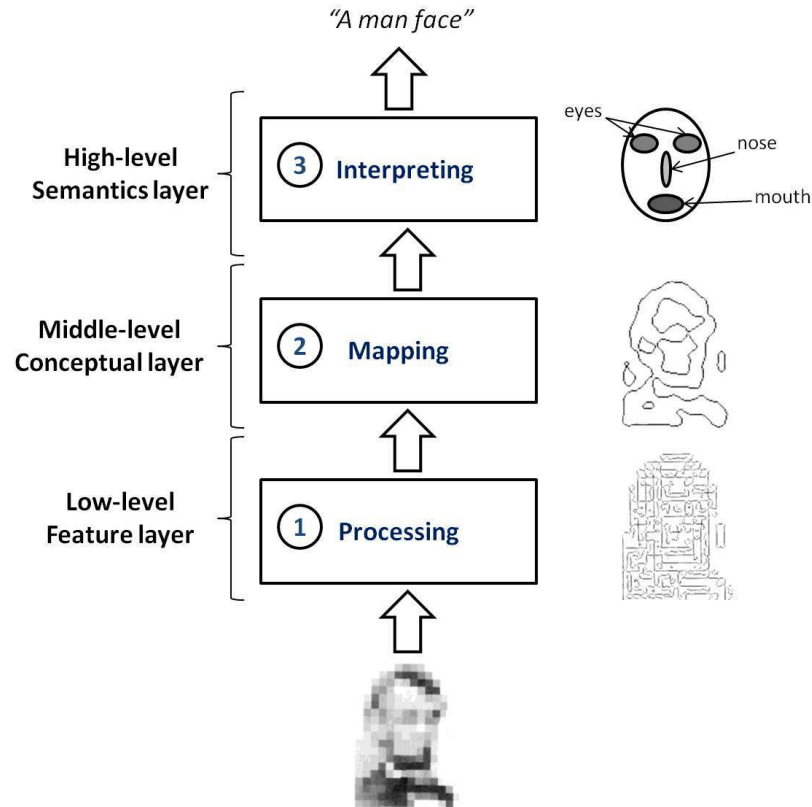 “A man face”
High-level
Semantics layer
3 Interpreting
eyes
nose
mouth
Middle-level
Conceptual layer
2 Mapping
Low-level
Feature layer
1 Processing